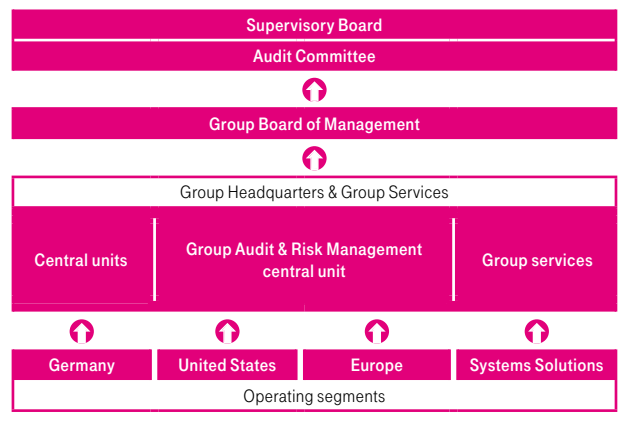 Supervisory Board
Audit Committee
Group Board of Management
Group Headquarters & Group Services
Central units
Group Audit & Risk Management
central unit
Group services
Germany
United States
Europe
Systems Solutions
Operating segments